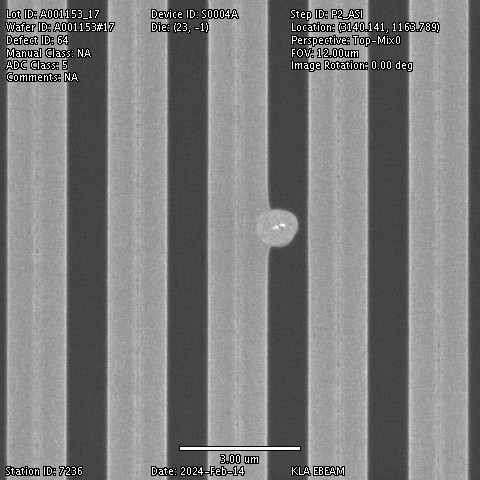 Lot ID: A001153_17 Device ID: S0004A Step ID: P2_ASI
Wafer ID: A001153#17 Die: (23, -1) Location: (3140.141, 1163.789)
Defect ID: 64 Perspective: Top-Mix0
Manual Class: NA FOV: 12.00um
ADC Class: 5 Image Rotation: 0.00 deg
Comments: NA
3.00 um
Station ID: 7236 Date: 2024-Feb-14 KLA EBEAM